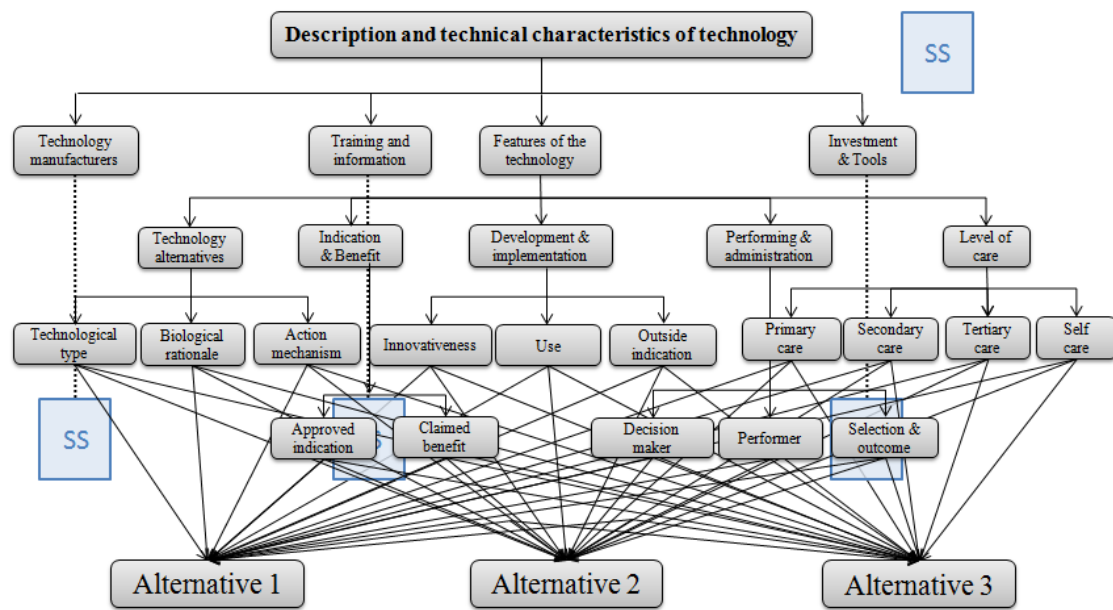 Description and technical characteristics of technology
SS
Technology
manufacturers
Training and
information
Features of the
technology
Investment
& Tools
Technology
alternatives
Indication
& Benefit
Development &
implementation
Performing &
administration
Level of
care
Technological
type
Biological
rationale
Action
mechanism
Innovativeness
Use
Outside
indication
Primary
care
Secondary
care
Tertiary
care
Self
care
SS
Approved
indication
Claimed
benefit
Decision
maker
Performer
Selection &
outcome
Alternative 1
Alternative 2
Alternative 3